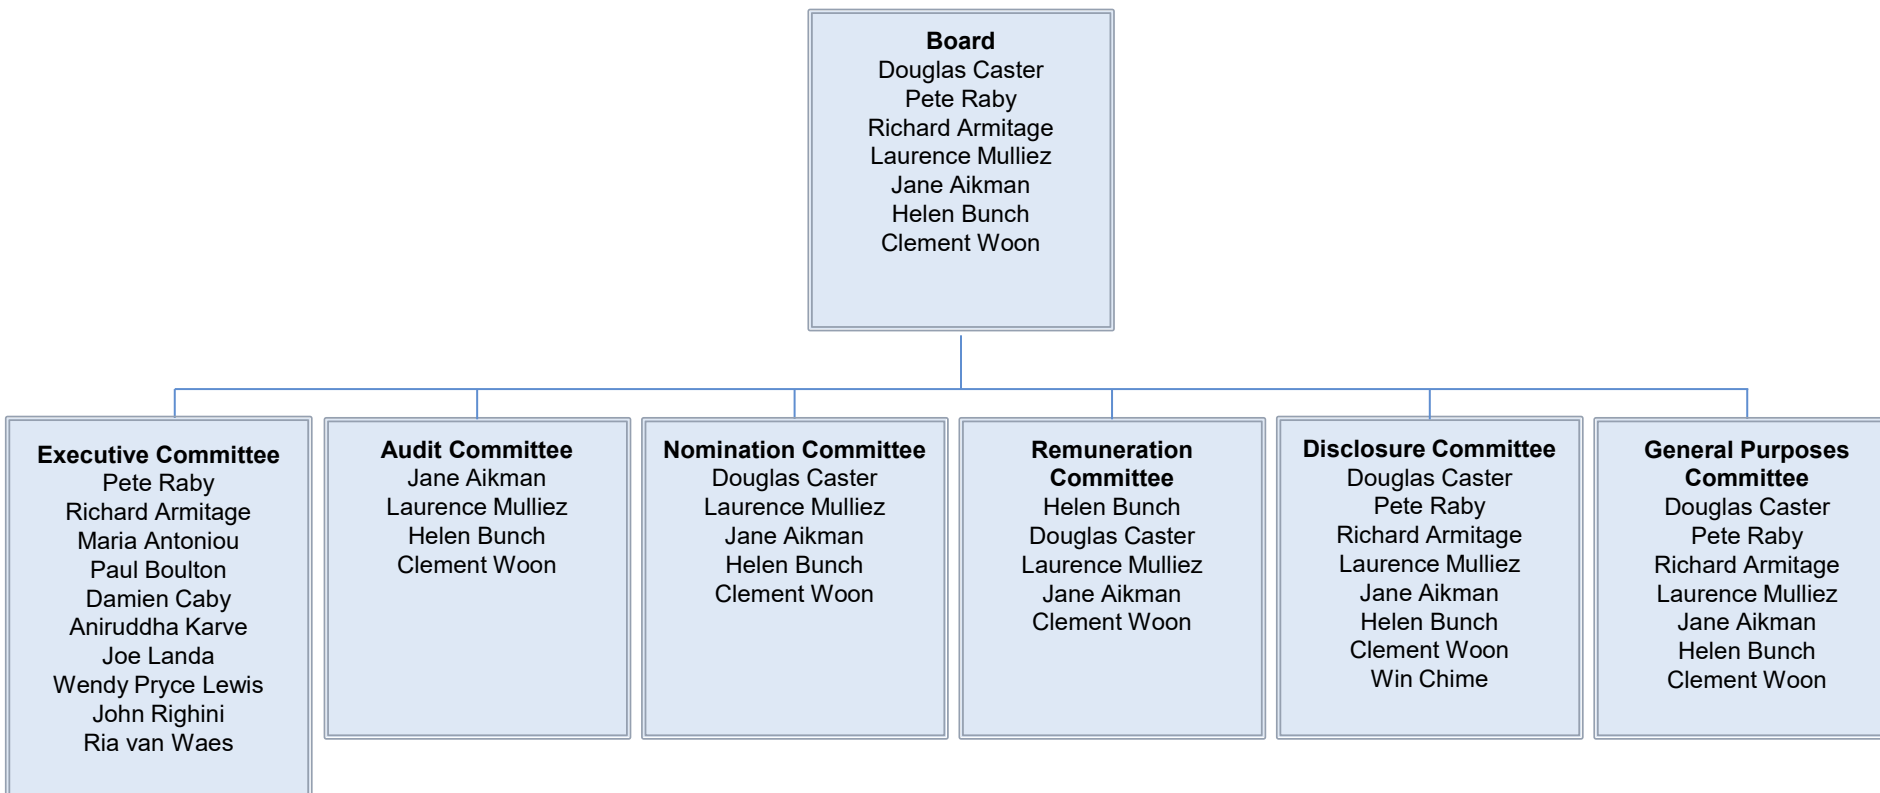 Board
Douglas Caster
Pete Raby
Richard Armitage
Laurence Mulliez
Jane Aikman
Helen Bunch
Clement Woon
Executive Committee
Pete Raby
Richard Armitage
Maria Antoniou
Paul Boulton
Damien Caby
Aniruddha Karve
Joe Landa
Wendy Pryce Lewis
John Righini
Ria van Waes
Audit Committee
Jane Aikman
Laurence Mulliez
Helen Bunch
Clement Woon
Nomination Committee
Douglas Caster
Laurence Mulliez
Jane Aikman
Helen Bunch
Clement Woon
Remuneration
Committee
Helen Bunch
Douglas Caster
Laurence Mulliez
Jane Aikman
Clement Woon
Disclosure Committee
Douglas Caster
Pete Raby
Richard Armitage
Laurence Mulliez
Jane Aikman
Helen Bunch
Clement Woon
Win Chime
General Purposes
Committee
Douglas Caster
Pete Raby
Richard Armitage
Laurence Mulliez
Jane Aikman
Helen Bunch
Clement Woon